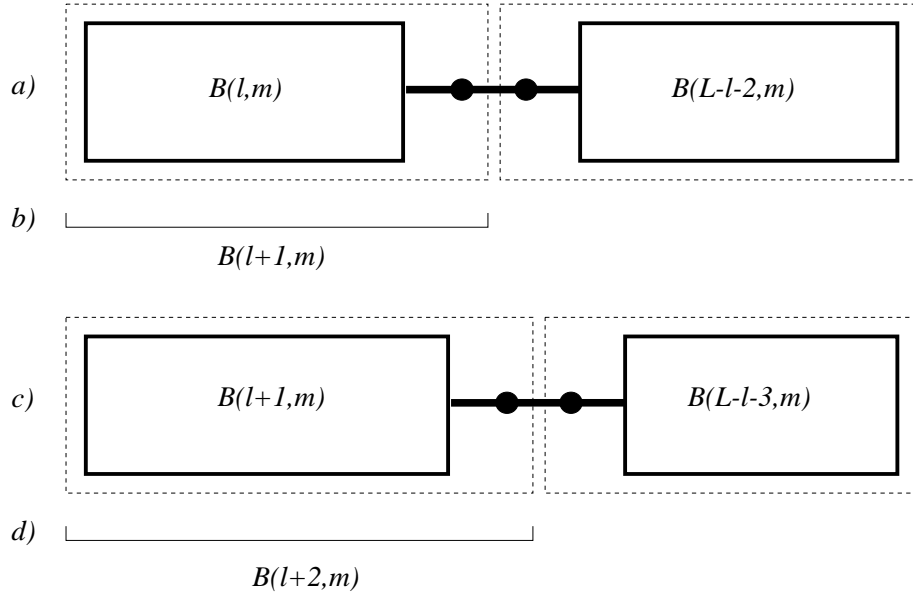 a) B(l,m) B(L-l-2,m)
b)
B(l+1,m)
c) B(l+1,m) B(L-l-3,m)
d)
B(l+2,m)